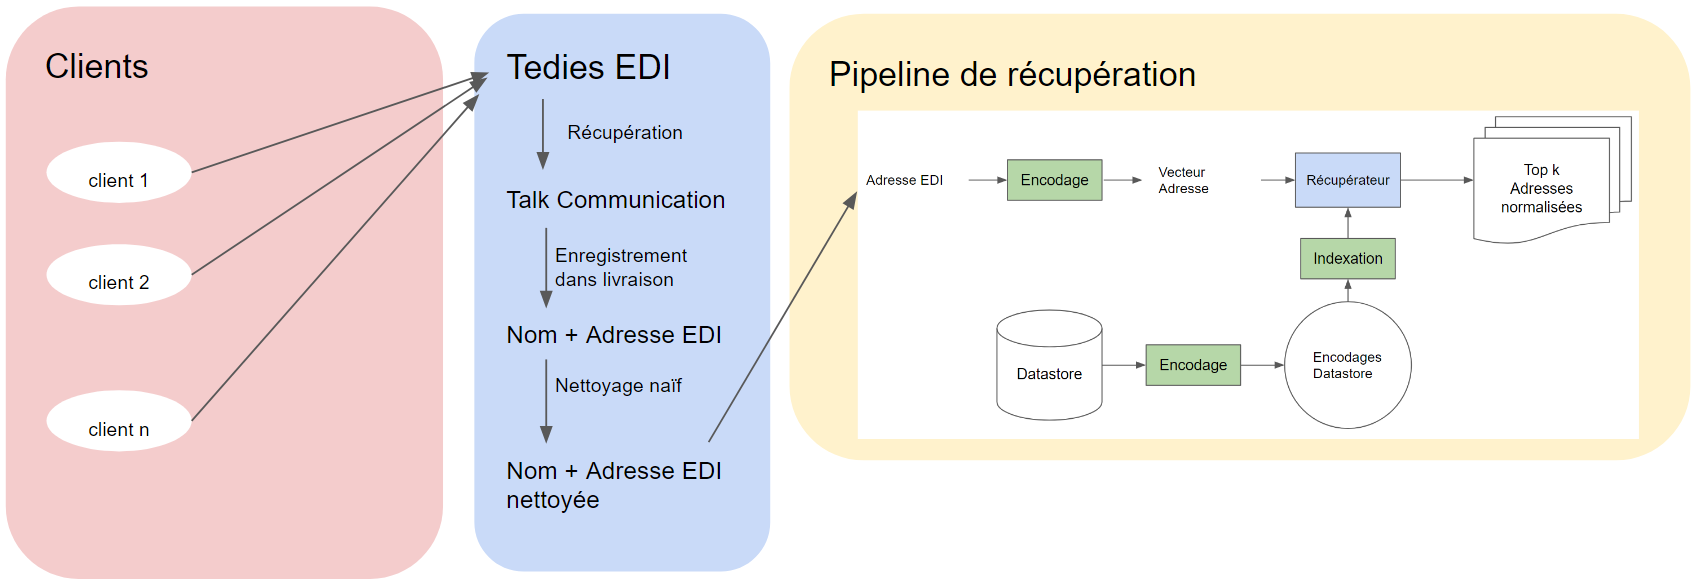 Clients
client 1
client 2
client n
Tedies EDI
Récupération
Talk Communication
Enregistrement
dans livraison
Nom + Adresse EDI
Nettoyage naïf
Nom + Adresse EDI
nettoyée
Pipeline de récupération
Adresse EDI
Encodage
Vecteur
Adresse
Récupérateur
Top k
Adresses
normalisées
Indexation
Datastore
Encodage
Encodages
Datastore